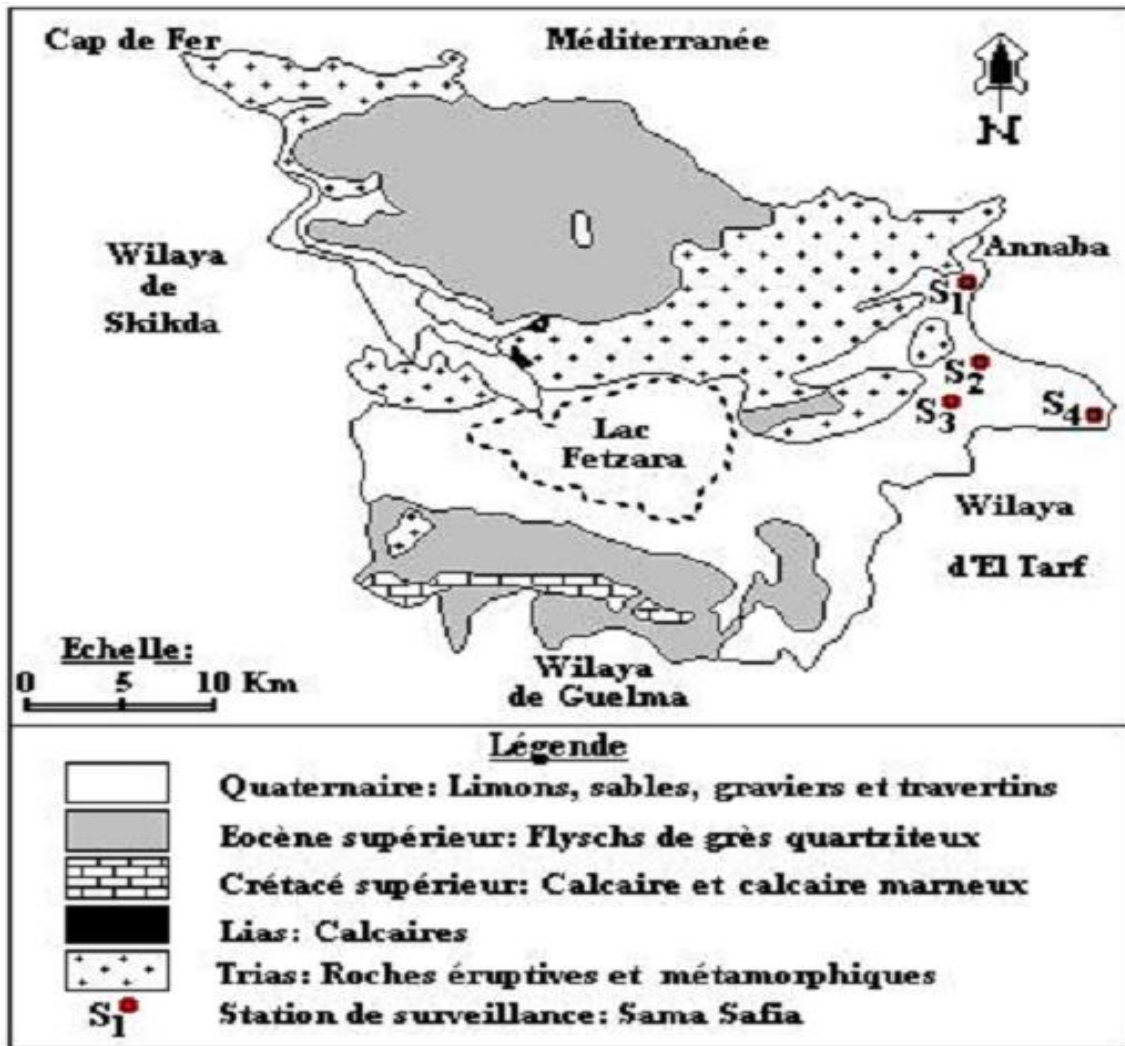 Cap de Fer
Méditerranée
N
Wilaya
de
Skikda
Annaba
S1
S2
S3
S4
Lac
Fetzara
Wilaya
d'El Tarf
Echelle:
0 5 10 Km
Wilaya
de Guelma
Légende
Quaternaire: Limons, sables, graviers et travertins
Eocène supérieur: Flyschs de grès quartziteux
Crétacé supérieur: Calcaire et calcaire marneux
Lias: Calcaires
Trias: Roches éruptives et métamorphiques
S1 Station de surveillance: Sama Safia